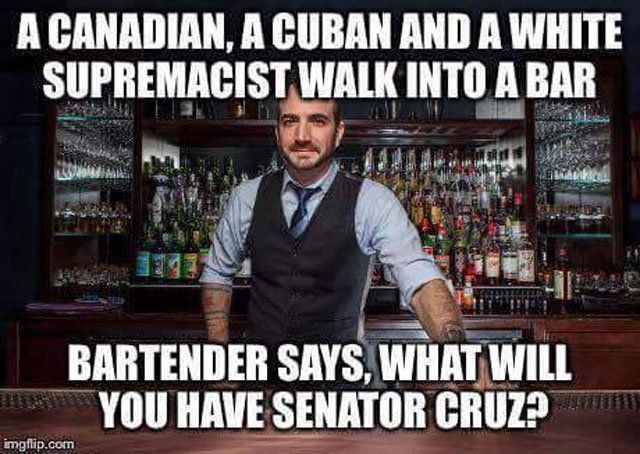 A CANADIAN, A CUBAN AND A WHITE
SUPREMACIST WALK INTO A BAR
BARTENDER SAYS, WHAT WILL
YOU HAVE SENATOR CRUZ?
imgflip.com